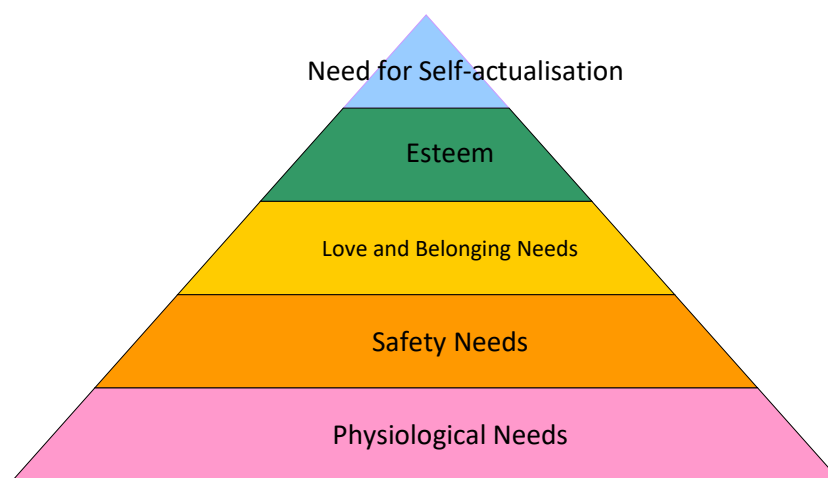 Need for Self-actualisation
Esteem
Love and Belonging Needs
Safety Needs
Physiological Needs